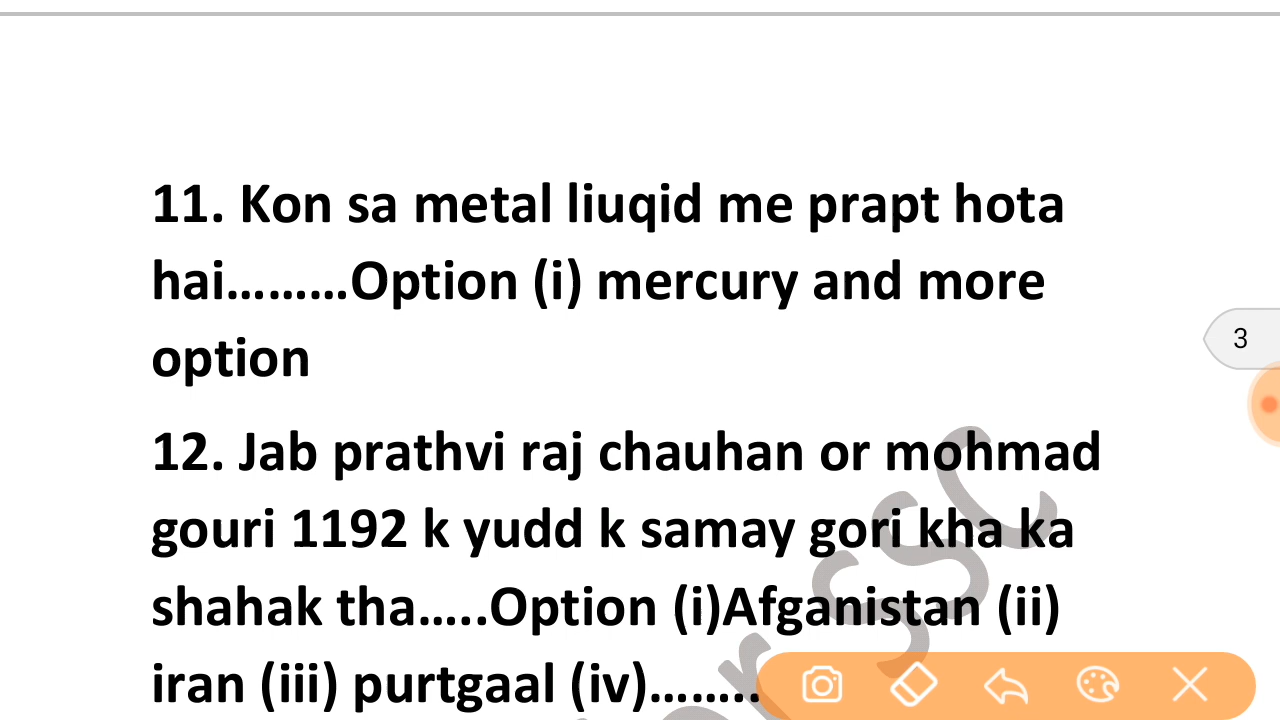 11. Kon sa metal liuqid me prapt hota
hai.........Option (i) mercury and more
option
3
12. Jab prathvi raj chauhan or mohmad
gouri 1192 k yudd k samay gori kha ka
shahak tha.....Option (i)Afganistan (ii)
iran (iii) purtgaal (iv)........
SSC